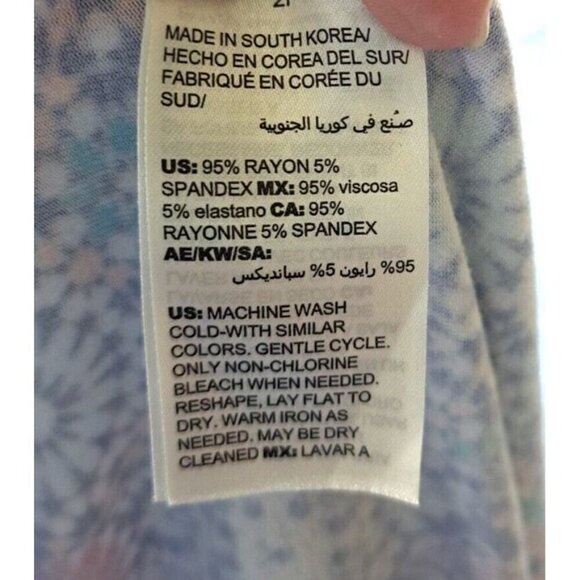 MADE IN SOUTH KOREA/
HECHO EN COREA DEL SUR/
FABRIQUÉ EN CORÉE DU
SUD/
صُنع في كوريا الجنوبية
US: 95% RAYON 5%
SPANDEX MX: 95% viscosa
5% elastano CA: 95%
RAYONNE 5% SPANDEX
AE/KW/SA:
95% رايون 5% سباندیکس
US: MACHINE WASH
COLD-WITH SIMILAR
COLORS. GENTLE CYCLE.
ONLY NON-CHLORINE
BLEACH WHEN NEEDED.
RESHAPE, LAY FLAT TO
DRY. WARM IRON AS
NEEDED. MAY BE DRY
CLEANED MX: LAVAR A